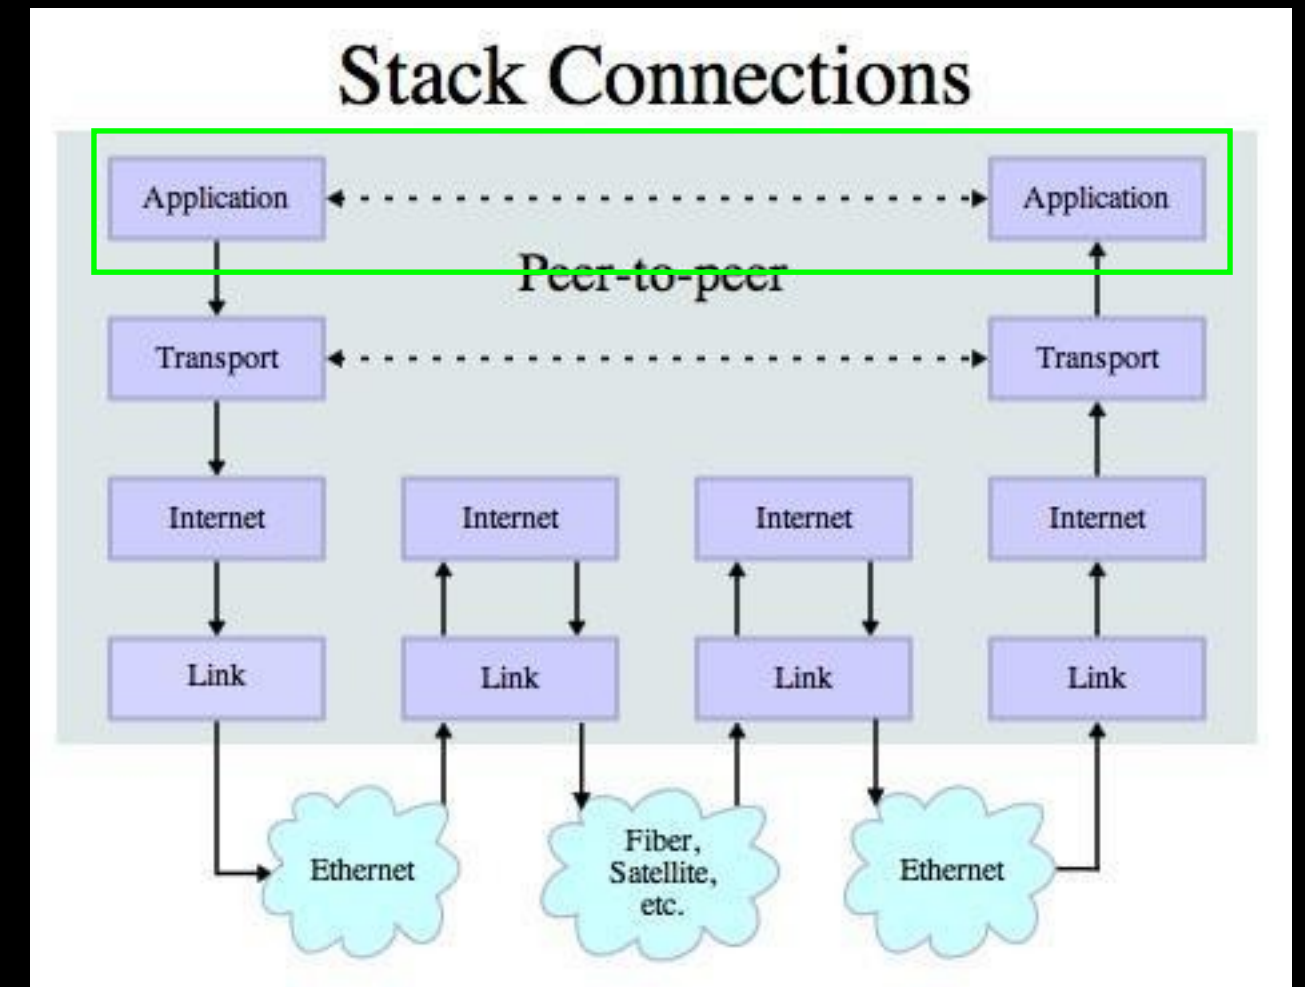 Stack Connections
Application Application
Peer-to-peer
Transport Transport
Internet Internet Internet Internet
Link Link Link Link
Ethernet
Fiber,
Satellite,
etc.
Ethernet